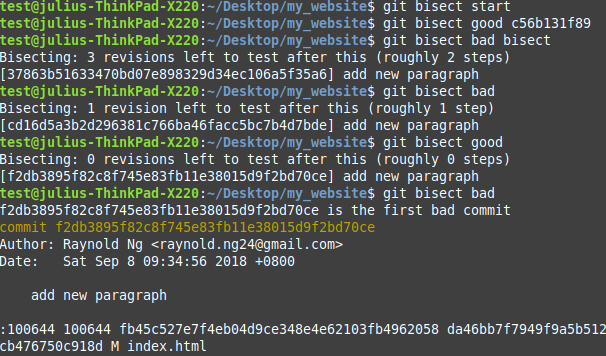 test@julius-ThinkPad-X220:~/Desktop/my_website$ git bisect start
test@julius-ThinkPad-X220:~/Desktop/my_website$ git bisect good c56b131f89
test@julius-ThinkPad-X220:~/Desktop/my_website$ git bisect bad bisect
Bisecting: 3 revisions left to test after this (roughly 2 steps)
[37863b51633470bd07e898329d34ec106a5f35a6] add new paragraph
test@julius-ThinkPad-X220:~/Desktop/my_website$ git bisect bad
Bisecting: 1 revision left to test after this (roughly 1 step)
[cd16d5a3b2d296381c766ba46facc5bc7b4d7bde] add new paragraph
test@julius-ThinkPad-X220:~/Desktop/my_website$ git bisect good
Bisecting: 0 revisions left to test after this (roughly 0 steps)
[f2db3895f82c8f745e83fb11e38015d9f2bd70ce] add new paragraph
test@julius-ThinkPad-X220:~/Desktop/my_website$ git bisect bad
f2db3895f82c8f745e83fb11e38015d9f2bd70ce is the first bad commit
commit f2db3895f82c8f745e83fb11e38015d9f2bd70ce
Author: Raynold Ng <raynold.ng24@gmail.com>
Date:   Sat Sep 8 09:34:56 2018 +0800
add new paragraph
:100644 100644 fb45c527e7f4eb04d9ce348e4e62103fb4962058 da46bb7f7949f9a5b512
cb476750c918d M index.html